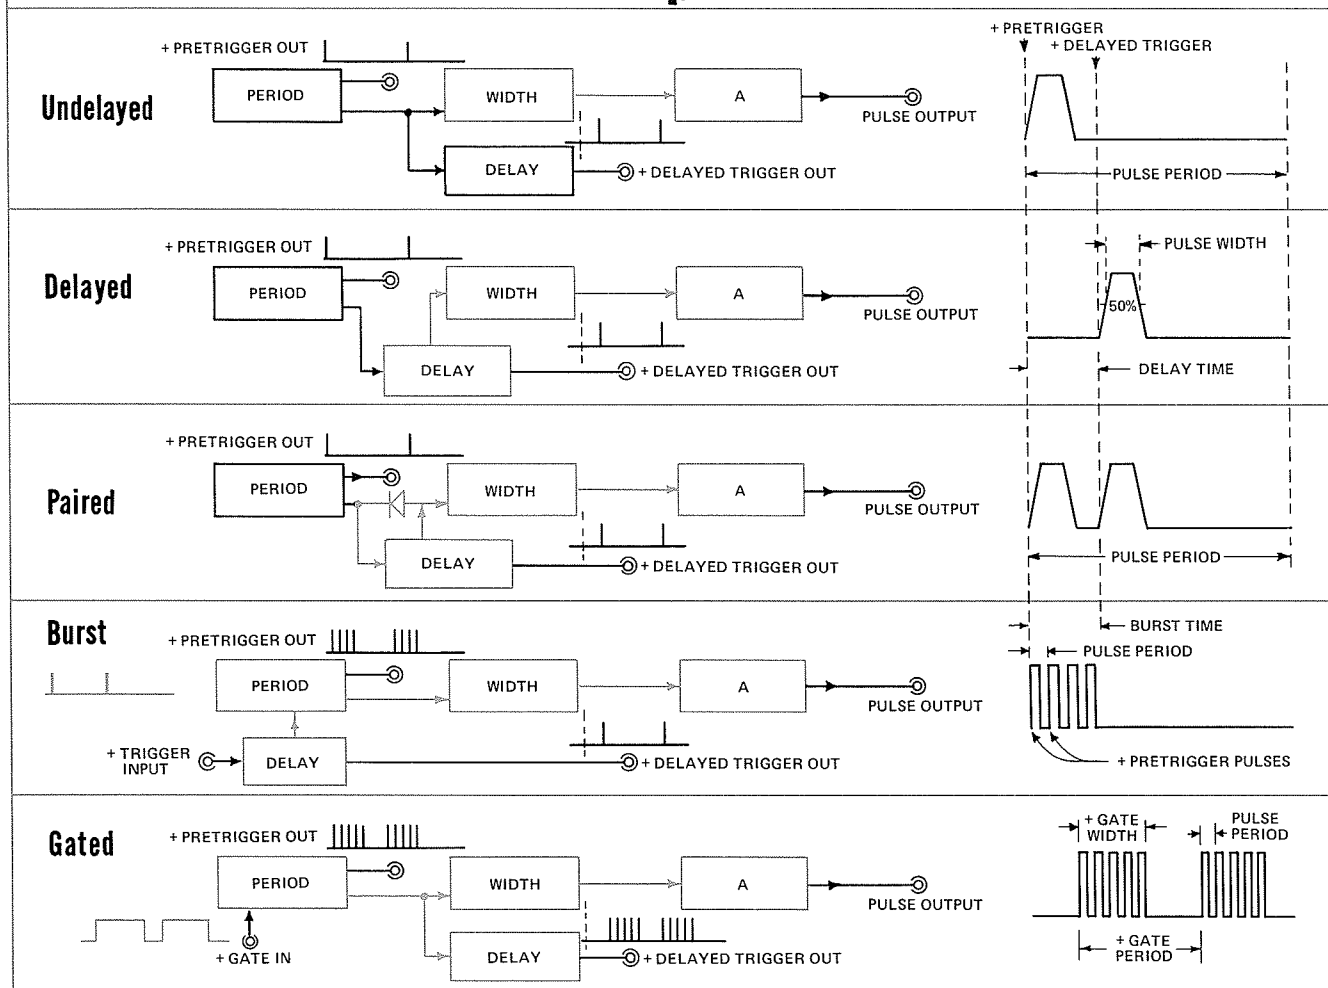 + PRETRIGGER
+ PRETRIGGER OUT
+ DELAYED TRIGGER
Undelayed
PERIOD
WIDTH
A
PULSE OUTPUT
DELAY
+ DELAYED TRIGGER OUT
PULSE PERIOD
+ PRETRIGGER OUT
PULSE WIDTH
Delayed
PERIOD
WIDTH
A
PULSE OUTPUT
50%
DELAY
+ DELAYED TRIGGER OUT
DELAY TIME
+ PRETRIGGER OUT
Paired
PERIOD
WIDTH
A
PULSE OUTPUT
DELAY
+ DELAYED TRIGGER OUT
PULSE PERIOD
Burst
+ PRETRIGGER OUT
BURST TIME
PULSE PERIOD
PERIOD
WIDTH
A
PULSE OUTPUT
+ TRIGGER
INPUT
DELAY
+ DELAYED TRIGGER OUT
+ PRETRIGGER PULSES
Gated
+ PRETRIGGER OUT
+ GATE
WIDTH
PULSE
PERIOD
PERIOD
WIDTH
A
PULSE OUTPUT
+ GATE IN
DELAY
+ DELAYED TRIGGER OUT
+ GATE
PERIOD